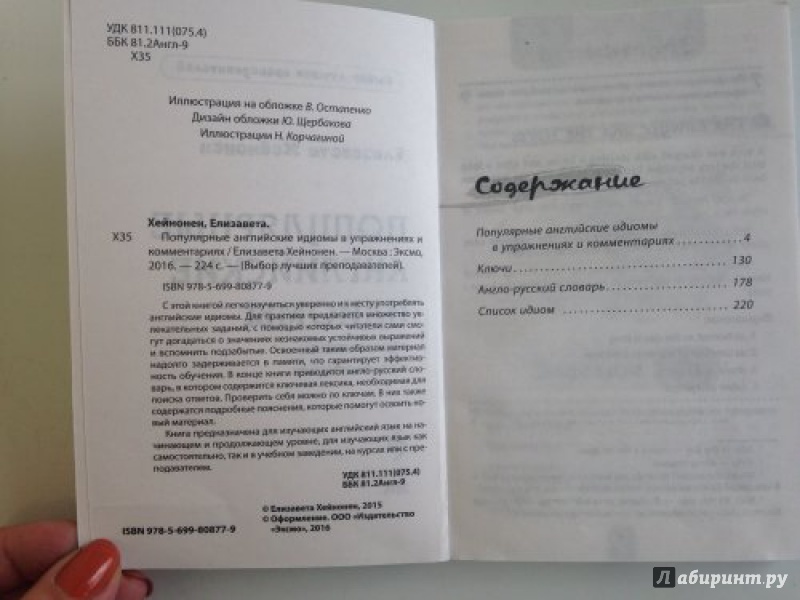 УДК 811.111(075.4)
ББК 81.2Англ-9
Х35
Иллюстрация на обложке В. Остапенко
Дизайн обложки Ю. Щербакова
Иллюстрации Н. Корчагиной
Хейнонен, Елизавета.
Х35 Популярные английские идиомы в упражнениях и
комментариях / Елизавета Хейнонен. — Москва : Эксмо,
2016. — 224 с. — (Выбор лучших преподавателей).
ISBN 978-5-699-80877-9
С этой книгой легко научиться уверенно и к месту употреблять
английские идиомы. Для практики предлагается множество ув-
лекательных заданий, с помощью которых читатели сами смо-
гут догадаться о значениях незнакомых устойчивых выражений
и вспомнить подзабытые. Освоенный таким образом материал
надолго задерживается в памяти, что гарантирует эффектив-
ность обучения. В конце книги приводится англо-русский сло-
варь, в котором содержится ключевая лексика, необходимая для
поиска ответов. Проверить себя можно по ключам. В них также
содержатся подробные пояснения, которые помогут освоить но-
вый материал.
Книга предназначена для изучающих английский язык на на-
чинающем и продолжающем уровне, для изучающих язык как
самостоятельно, так и в учебном заведении, на курсах или с пре-
подавателем.
УДК 811.111(075.4)
ББК 81.2Англ-9
© Елизавета Хейнонен, 2015
© Оформление. ООО «Издательство
«Эксмо», 2016
ISBN 978-5-699-80877-9
Содержание
Популярные английские идиомы
в упражнениях и комментариях ........... 4
Ключи ........... 130
Англо-русский словарь ........... 178
Список идиом ........... 220
Лабиринт.ру